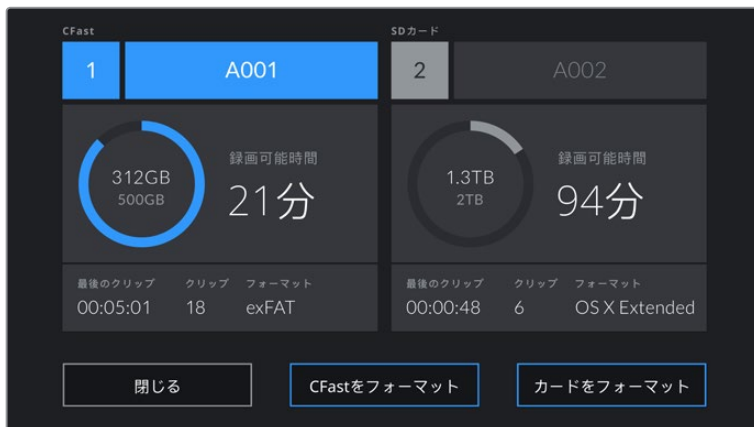 CFast
1
A001
312GB
500GB
録画可能時間
21分
最後のクリップ
クリップ
フォーマット
00:05:01
18
exFAT
SDカード
2
A002
1.3TB
2TB
録画可能時間
94分
最後のクリップ
クリップ
フォーマット
00:00:48
6
OS X Extended
閉じる
CFastをフォーマット
カードをフォーマット